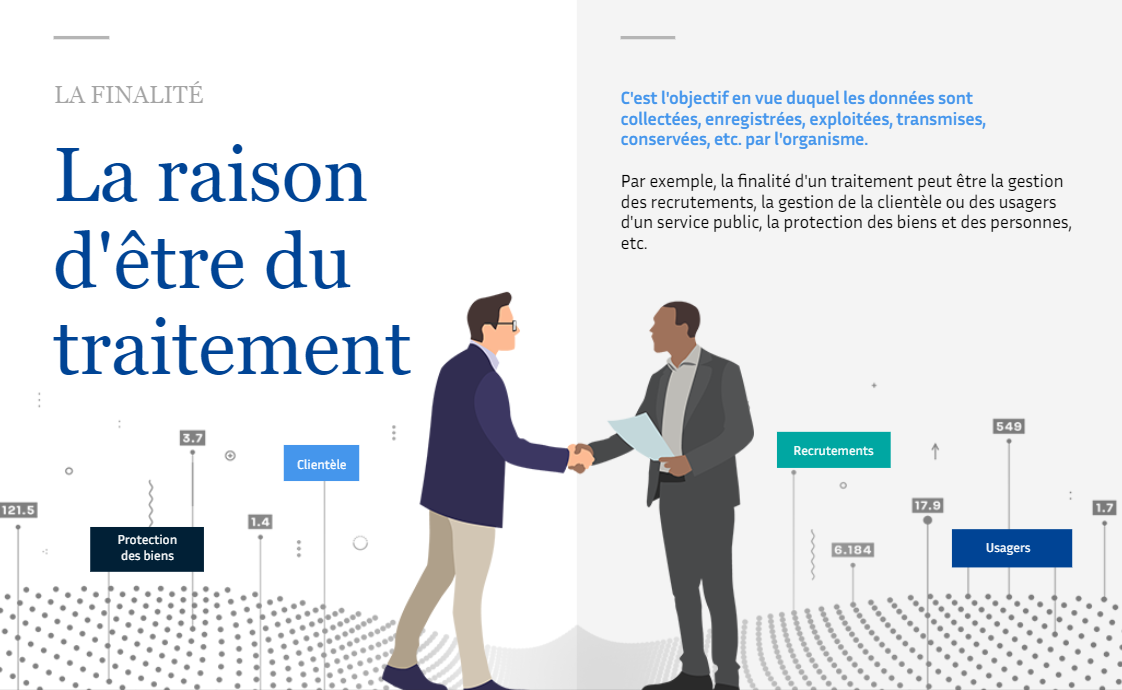 LA FINALITÉ
La raison
d'être du
traitement
C'est l'objectif en vue duquel les données sont
collectées, enregistrées, exploitées, transmises,
conservées, etc. par l'organisme.
Par exemple, la finalité d'un traitement peut être la gestion
des recrutements, la gestion de la clientèle ou des usagers
d'un service public, la protection des biens et des personnes,
etc.
3.7
Clientèle
121.5
1.4
Protection
des biens
549
Recrutements
17.9
1.7
6.184
Usagers